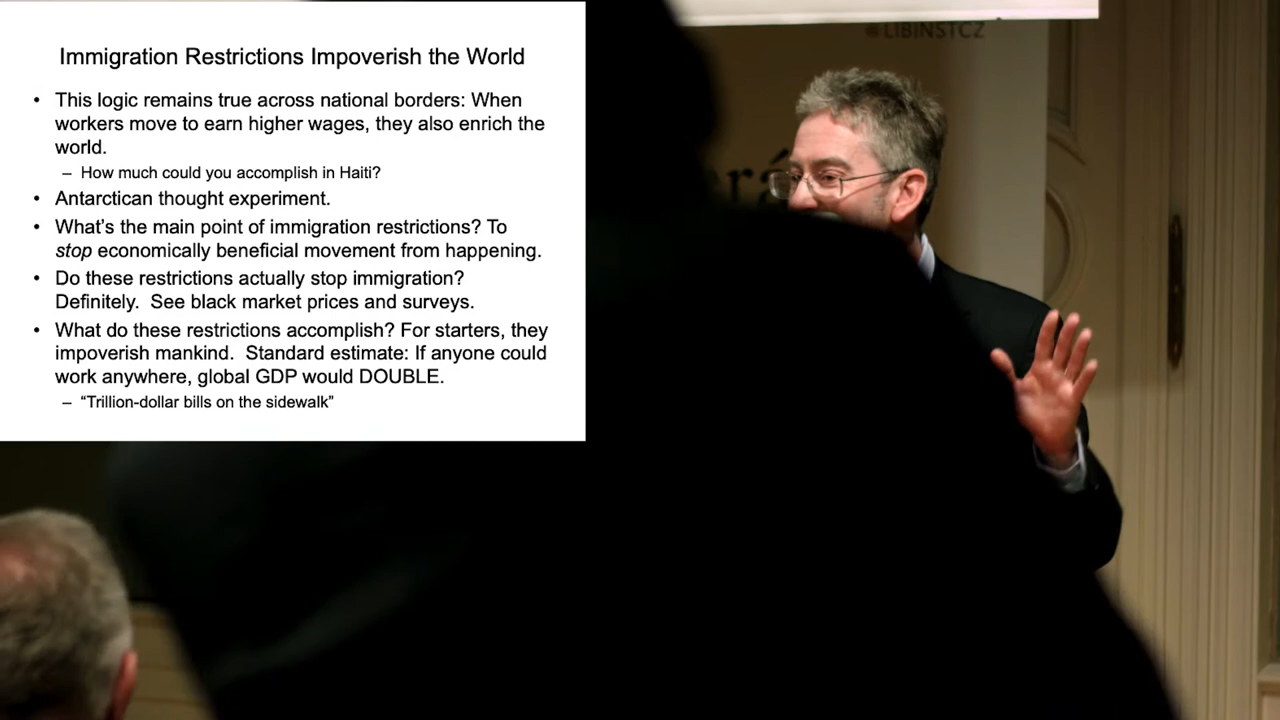 Immigration Restrictions Impoverish the World
• This logic remains true across national borders: When
workers move to earn higher wages, they also enrich the
world.
– How much could you accomplish in Haiti?
• Antarctican thought experiment.
• What's the main point of immigration restrictions? To
stop economically beneficial movement from happening.
• Do these restrictions actually stop immigration?
Definitely.  See black market prices and surveys.
• What do these restrictions accomplish? For starters, they
impoverish mankind.  Standard estimate: If anyone could
work anywhere, global GDP would DOUBLE.
– “Trillion-dollar bills on the sidewalk”
@LIBINSTCZ